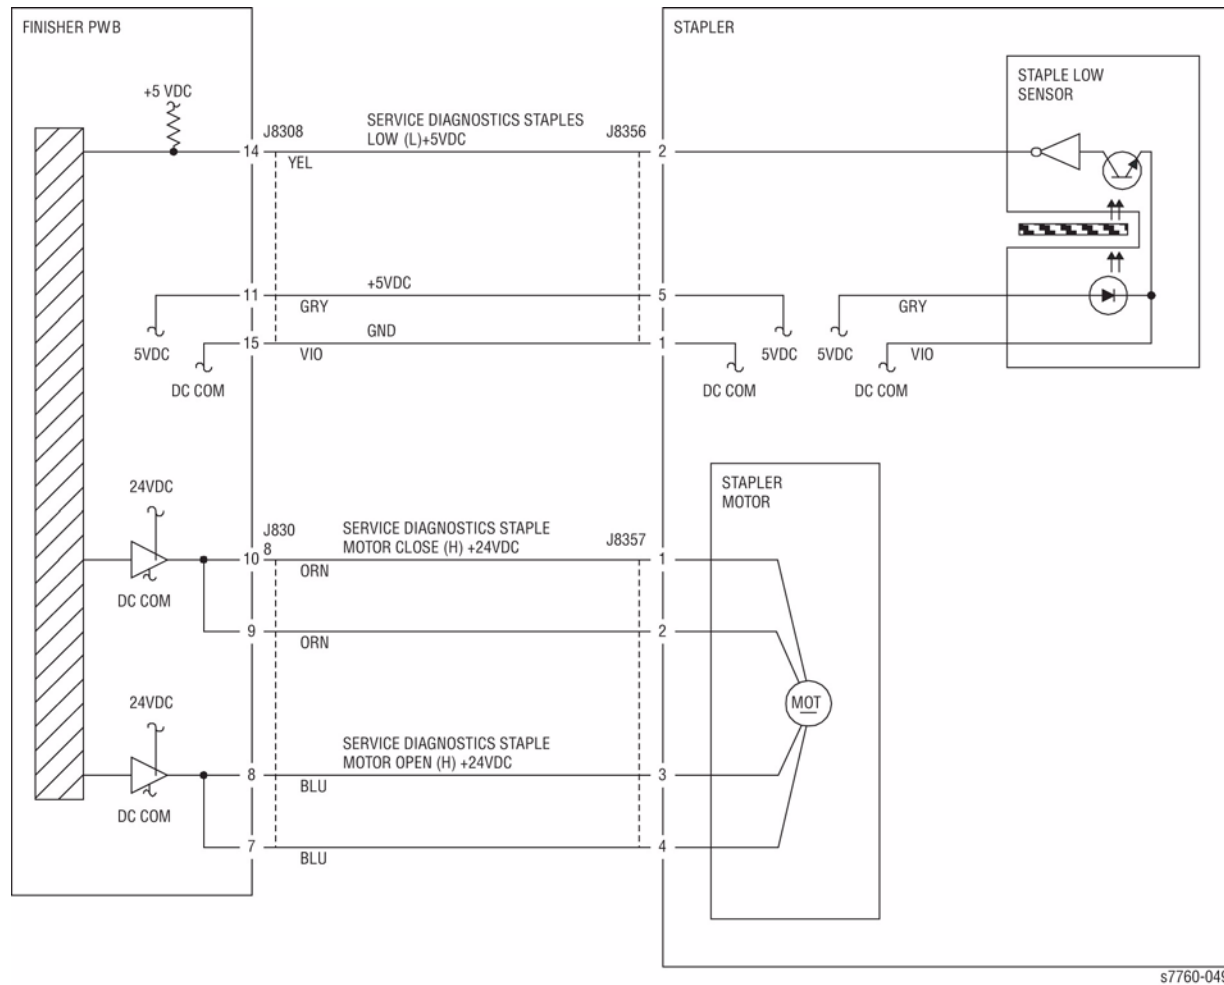 FINISHER PWB
STAPLER
STAPLE LOW
SENSOR
+5 VDC
J8308
SERVICE DIAGNOSTICS STAPLES
LOW (L)+5VDC
J8356
14
YEL
2
11
+5VDC
GRY
5
GRY
15
GND
VIO
1
5VDC
DC COM
5VDC
5VDC
VIO
DC COM
DC COM
STAPLER
MOTOR
24VDC
J830
8
SERVICE DIAGNOSTICS STAPLE
MOTOR CLOSE (H) +24VDC
J8357
10
ORN
1
DC COM
9
ORN
2
24VDC
MOT
SERVICE DIAGNOSTICS STAPLE
MOTOR OPEN (H) +24VDC
8
BLU
3
DC COM
7
BLU
4
s7760-049